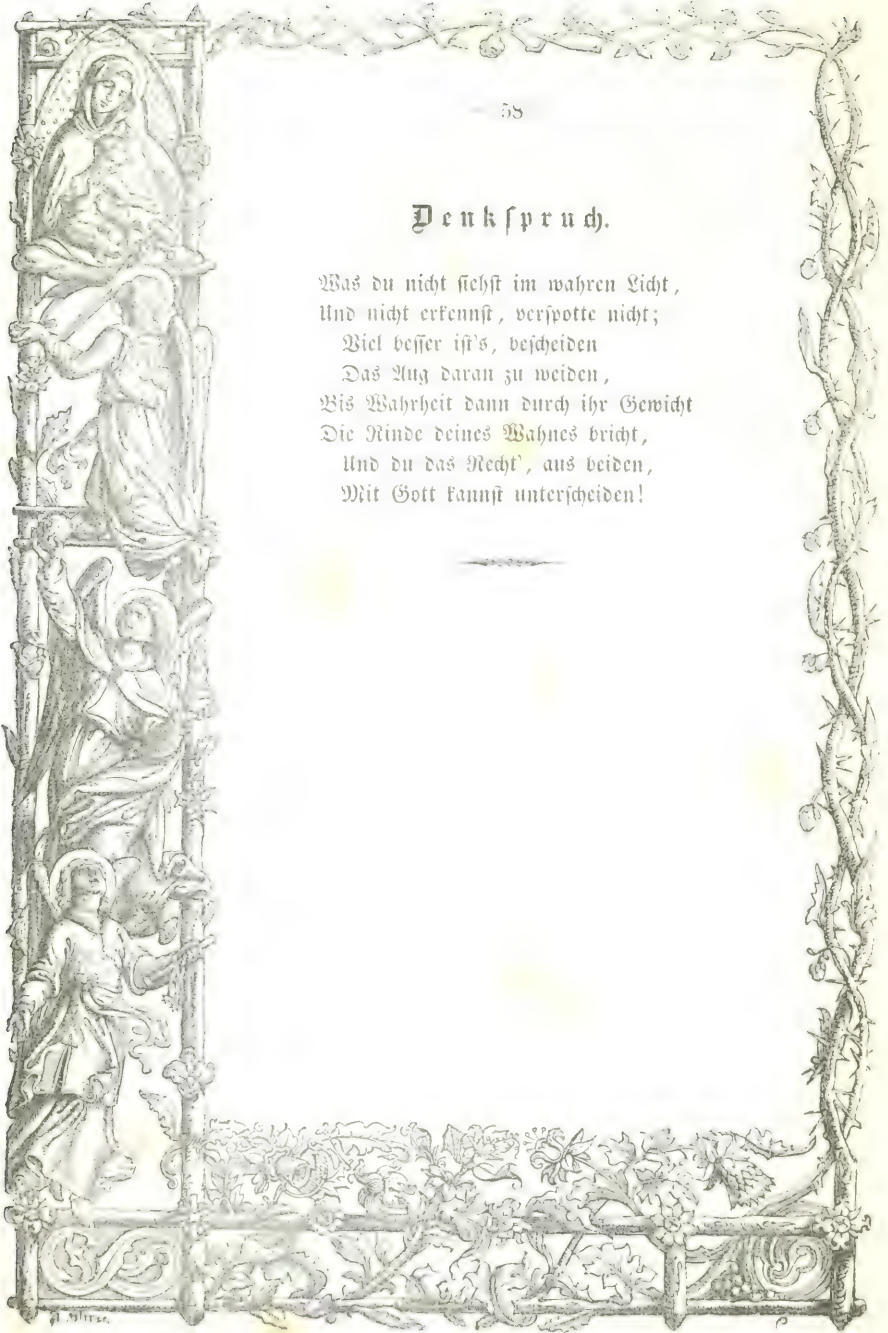 — 58
Denkſpruch.
Was du nicht ſiehſt im wahren Licht,
Und nicht erkennſt, verſpotte nicht;
Viel beſſer iſt's, beſcheiden
Das Aug daran zu weiden,
Bis Wahrheit dann durch ihr Gewicht
Die Rinde deines Wahnes bricht,
Und du das Recht', aus beiden,
Mit Gott kannſt unterſcheiden!